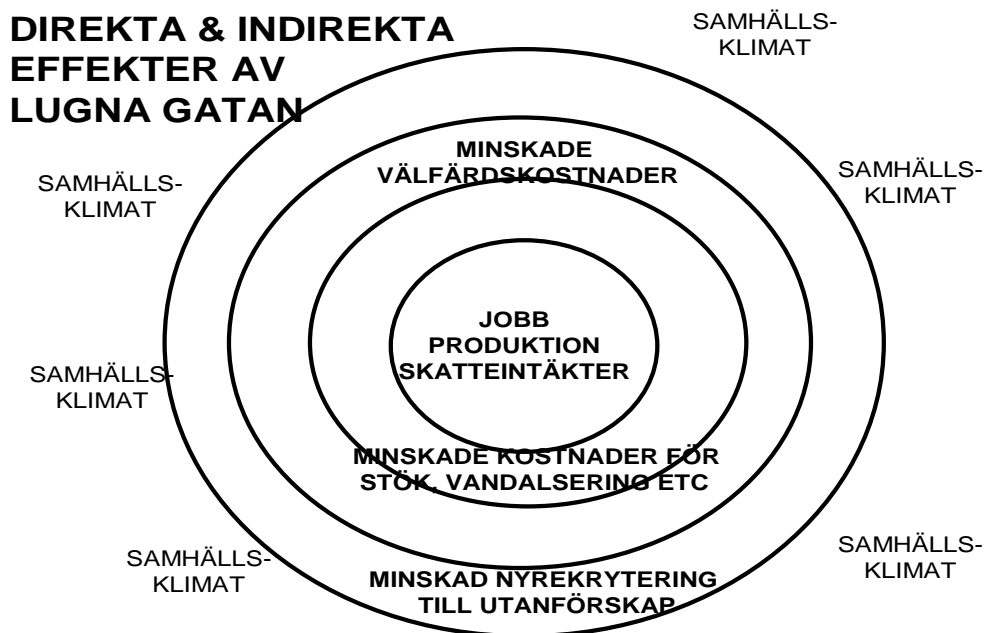 DIREKTA & INDIREKTA
EFFEKTER AV
LUGNA GATAN
SAMHÄLLS-
KLIMAT
MINSKADE
VÄLFÄRDSKOSTNADER
SAMHÄLLS-
KLIMAT
SAMHÄLLS-
KLIMAT
JOBB
PRODUKTION
SKATTEINTÄKTER
SAMHÄLLS-
KLIMAT
MINSKADE KOSTNADER FÖR
STÖK, VANDALSERING ETC
SAMHÄLLS-
KLIMAT
SAMHÄLLS-
KLIMAT
MINSKAD NYREKRYTERING
TILL UTANFÖRSKAP